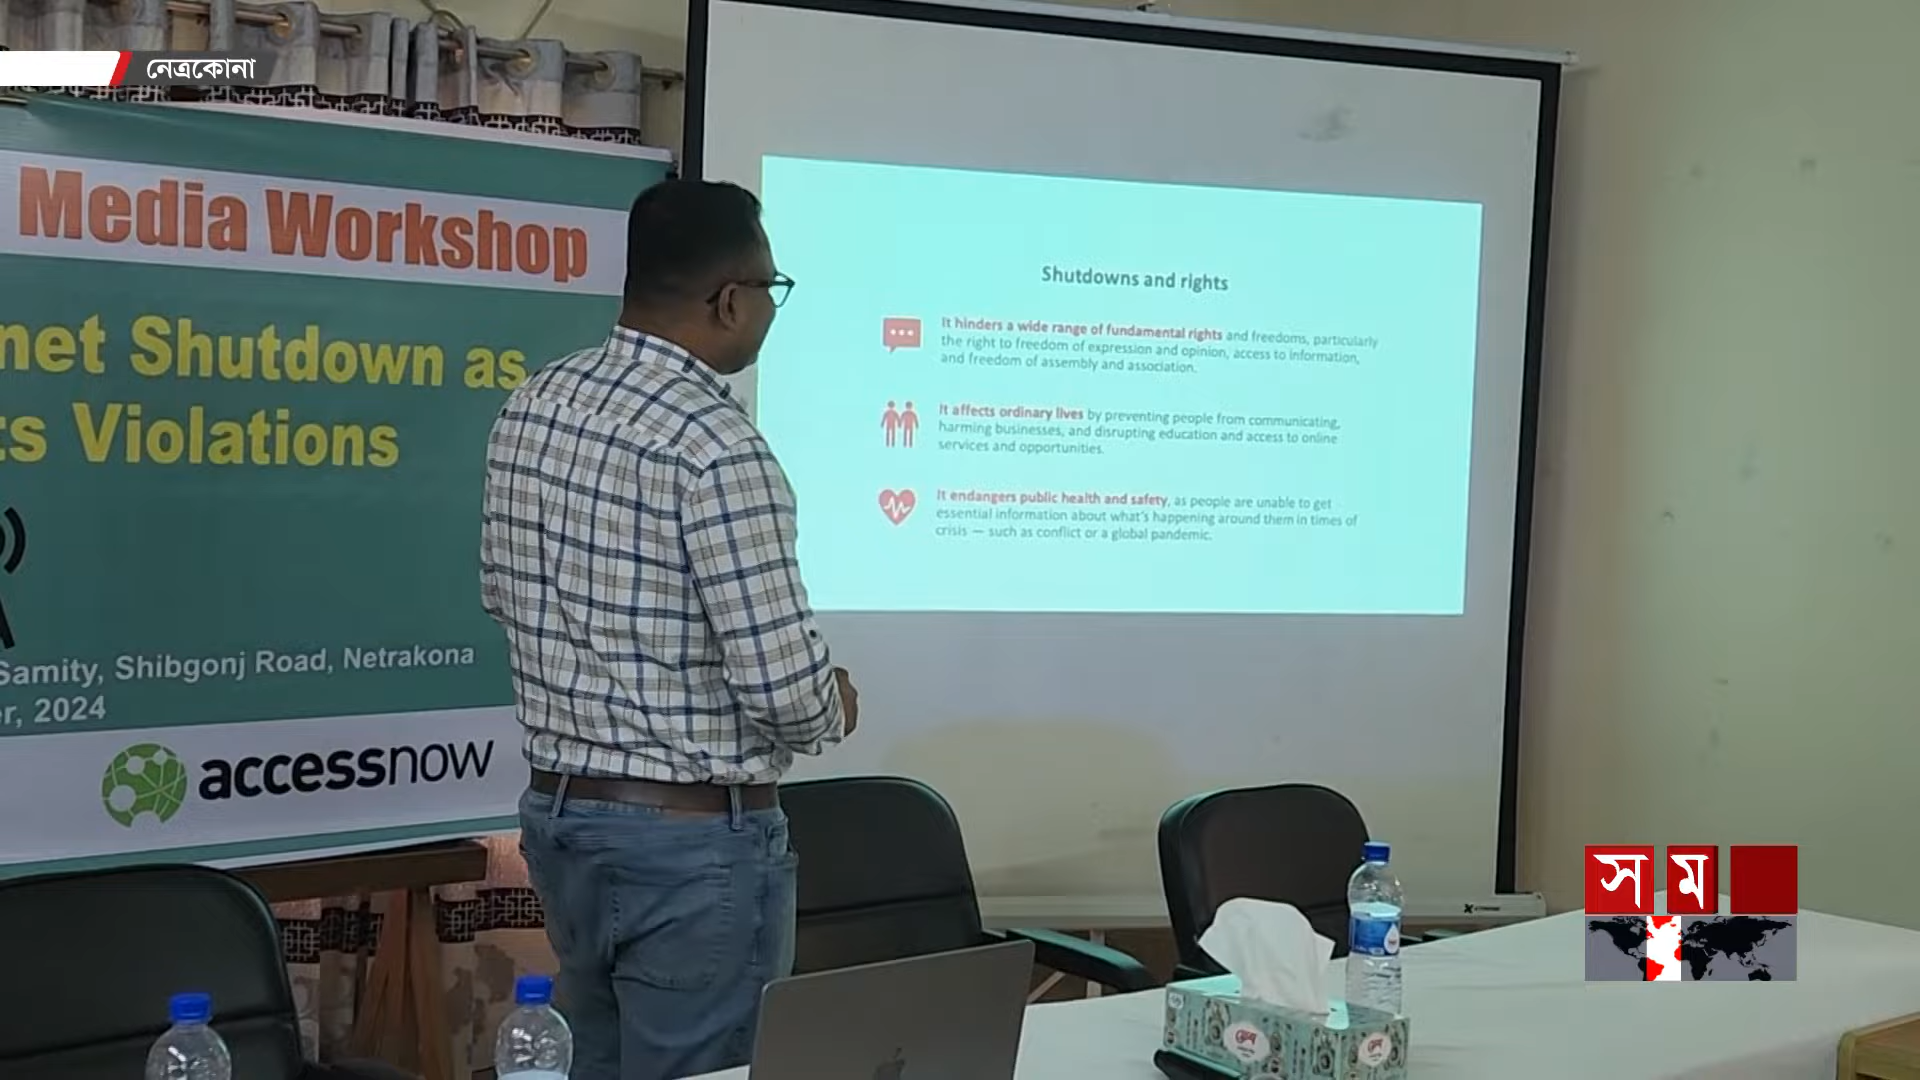 নেত্রকোনা
Media Workshop
net Shutdown as
ts Violations
Samity, Shibgonj Road, Netrakona
er, 2024
accessnow
Shutdowns and rights
It hinders a wide range of fundamental rights and freedoms, particularly
the right to freedom of expression and opinion, access to information,
and freedom of assembly and association.
It affects ordinary lives by preventing people from communicating,
harming businesses, and disrupting education and access to online
services and opportunities.
It endangers public health and safety, as people are unable to get
essential information about what's happening around them in times of
crisis — such as conflict or a global pandemic.
সম